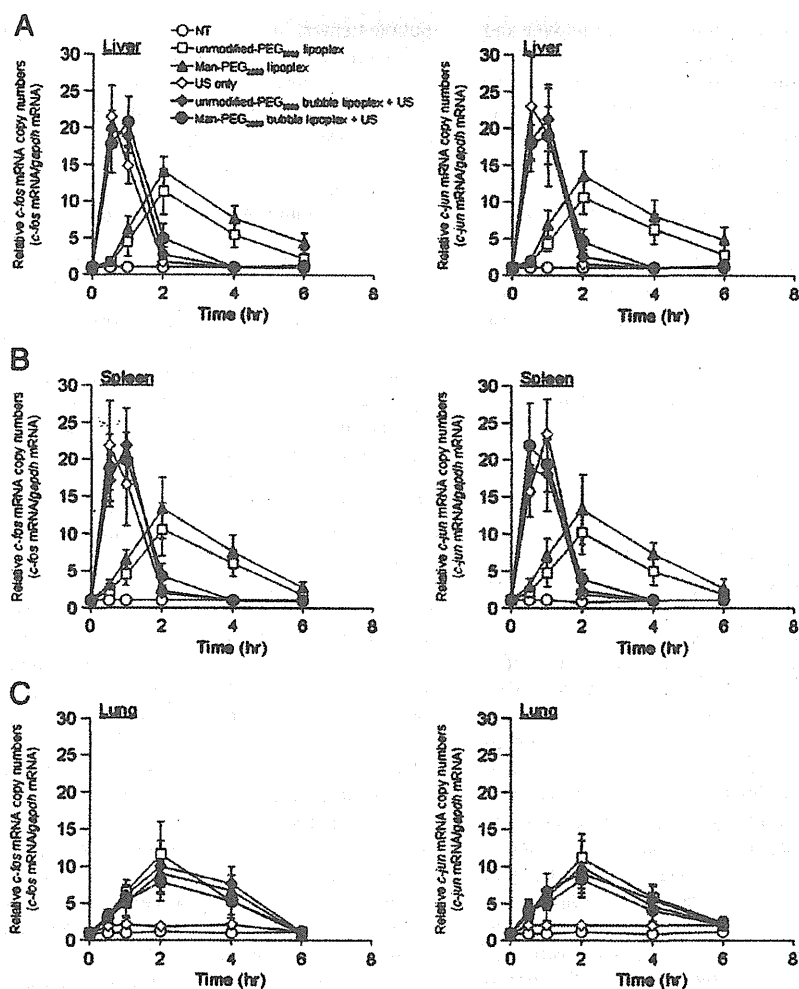 A
Liver
NT
unmodified-PEG2000 lipoplex
Man-PEG2000 lipoplex
US only
unmodified-PEG2000 bubble lipoplex + US
Man-PEG2000 bubble lipoplex + US
Relative c-fos mRNA copy numbers
(c-fos mRNA/gapdh mRNA)
30
25
20
15
10
5
0
0 2 4 6 8
Time (hr)
Liver
Relative c-jun mRNA copy numbers
(c-jun mRNA/gapdh mRNA)
30
25
20
15
10
5
0
0 2 4 6 8
Time (hr)
B
Spleen
Relative c-fos mRNA copy numbers
(c-fos mRNA/gapdh mRNA)
30
25
20
15
10
5
0
0 2 4 6 8
Time (hr)
Spleen
Relative c-jun mRNA copy numbers
(c-jun mRNA/gapdh mRNA)
30
25
20
15
10
5
0
0 2 4 6 8
Time (hr)
C
Lung
Relative c-fos mRNA copy numbers
(c-fos mRNA/gapdh mRNA)
30
25
20
15
10
5
0
0 2 4 6 8
Time (hr)
Lung
Relative c-jun mRNA copy numbers
(c-jun mRNA/gapdh mRNA)
30
25
20
15
10
5
0
0 2 4 6 8
Time (hr)